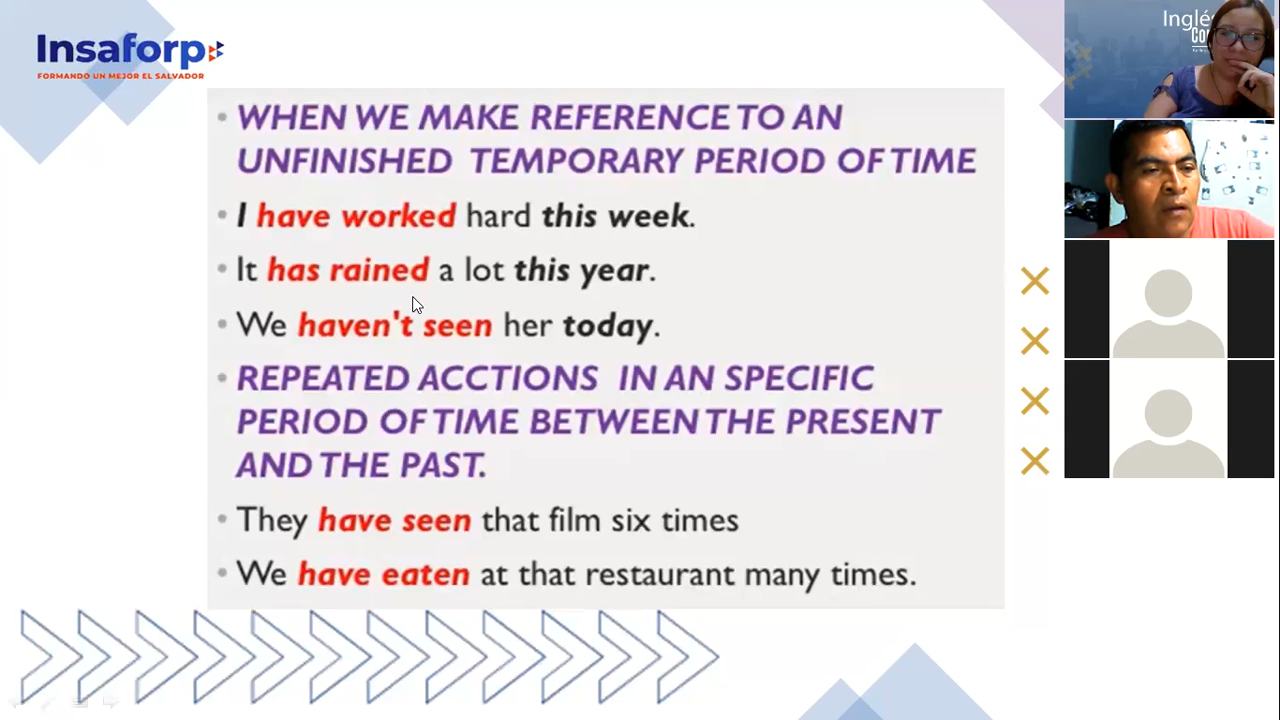 Insaforp
FORMANDO UN MEJOR EL SALVADOR
WHEN WE MAKE REFERENCE TO AN
UNFINISHED TEMPORARY PERIOD OF TIME
I have worked hard this week.
It has rained a lot this year.
We haven't seen her today.
REPEATED ACCTIONS IN AN SPECIFIC
PERIOD OF TIME BETWEEN THE PRESENT
AND THE PAST.
They have seen that film six times
We have eaten at that restaurant many times.